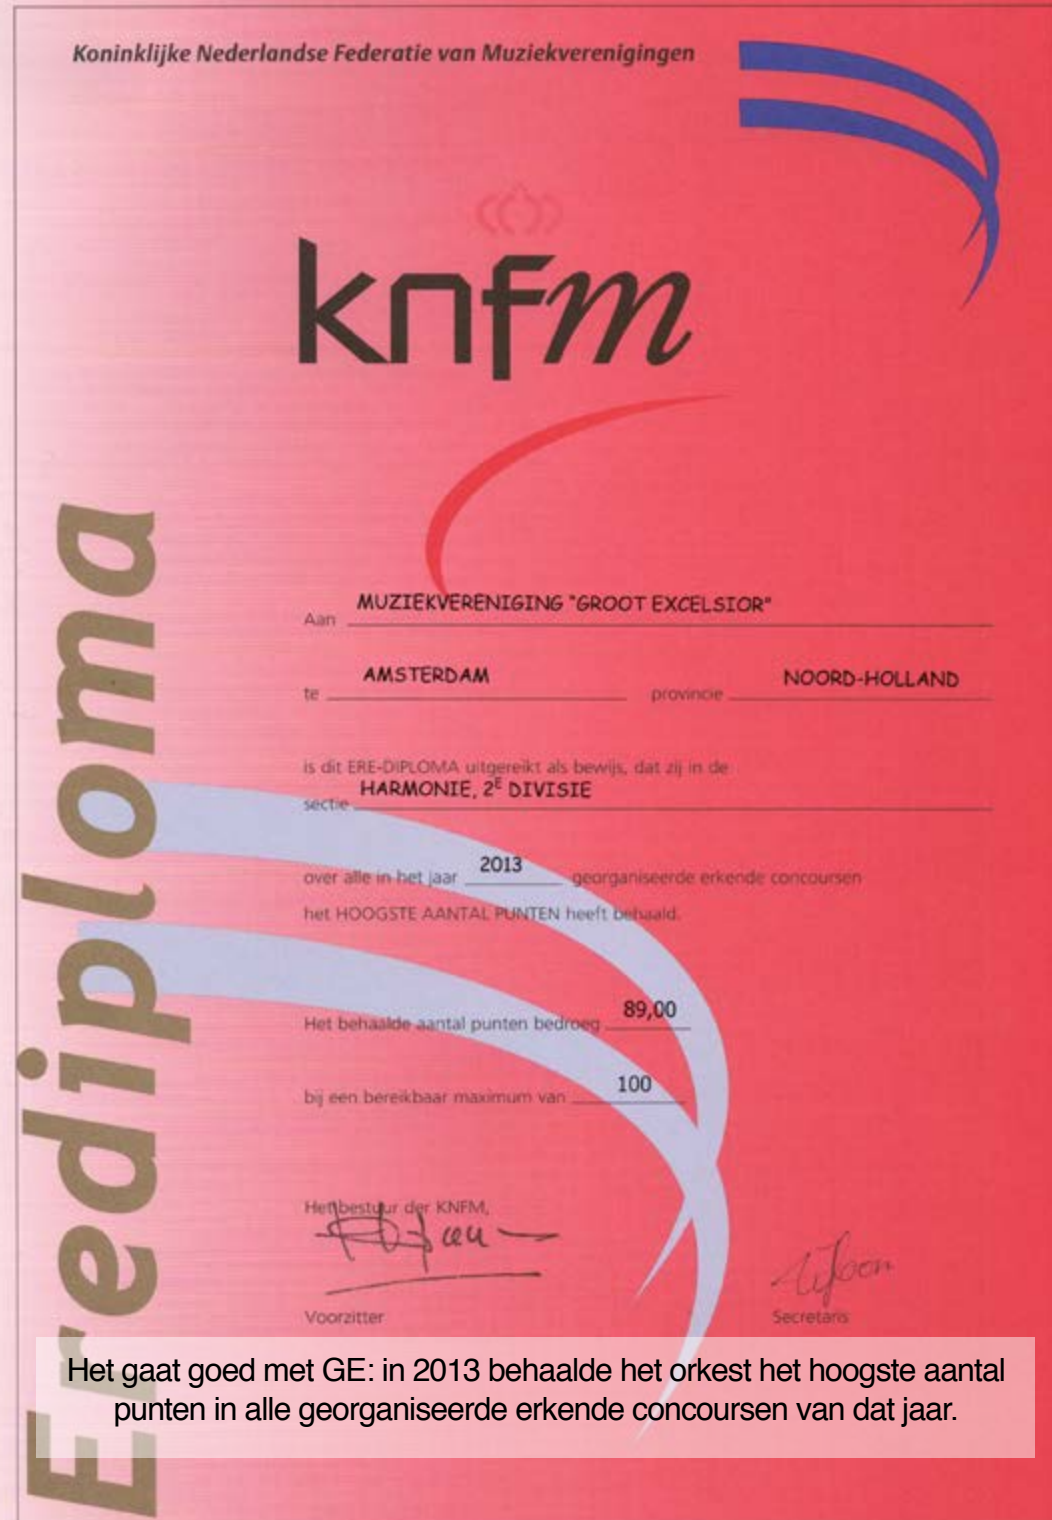 Koninklijke Nederlandse Federatie van Muziekverenigingen
knfm
Erediploma
Aan MUZIEKVERENIGING "GROOT EXCELSIOR"
te AMSTERDAM provincie NOORD-HOLLAND
is dit ERE-DIPLOMA uitgereikt als bewijs, dat zij in de
sectie HARMONIE, 2E DIVISIE
over alle in het jaar 2013 georganiseerde erkende concoursen
het HOOGSTE AANTAL PUNTEN heeft behaald.
Het behaalde aantal punten bedroeg 89,00
bij een bereikbaar maximum van 100
Het bestuur der KNFM,
Voorzitter Secretaris
Het gaat goed met GE: in 2013 behaalde het orkest het hoogste aantal
punten in alle georganiseerde erkende concoursen van dat jaar.